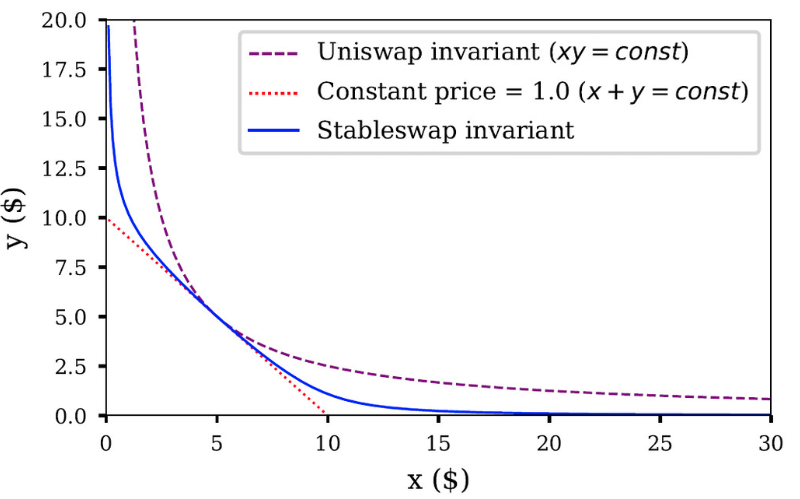 20.0
17.5
15.0
12.5
10.0
7.5
5.0
2.5
0.0
y ($)
Uniswap invariant (xy = const)
Constant price = 1.0 (x + y = const)
Stableswap invariant
0 5 10 15 20 25 30
x ($)